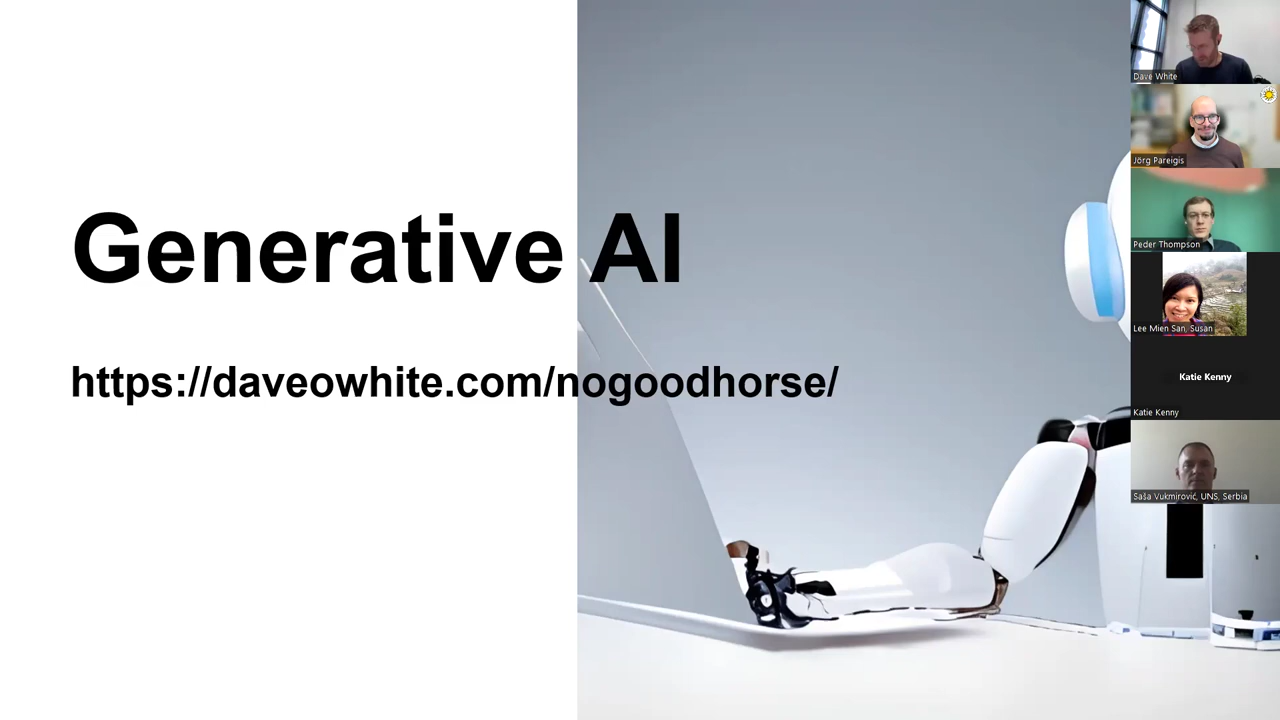 Generative AI
https://daveowhite.com/nogoodhorse/
Dave White
Jörg Pareigis
Peder Thompson
Lee Mien San, Susan
Katie Kenny
Katie Kenny
Saša Vukmirović, UNS, Serbia